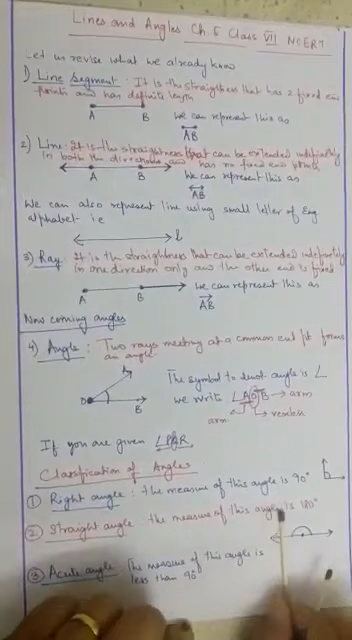 Lines and Angles Ch. 5 Class VII NCERT
Let us revise what we already know
1) Line Segment : It is the straightness that has 2 fixed end
points and has definite length
A B we can represent this as
AB
2) Line : It is the straightness that can be extended indefinitely
in both the directions and has no fixed end points
A B We can represent this as
AB
We can also represent line using small letter of Eng
alphabet - i.e
l
3) Ray : It is the straightness that can be extended indefinitely
in one direction only and the other end is fixed
A B We can represent this as
AB
Now coming angles
4) Angle : Two rays meeting at a common end pt forms
an angle
A
The symbol to denote angle is ∠
O B we write ∠AOB → arm
arm
If you are given ∠PQR
Classification of Angles
① Right angle : the measure of this angle is 90°
② Straight angle the measure of this angle is 180°
③ Acute angle The measure of this angle is
less than 90°